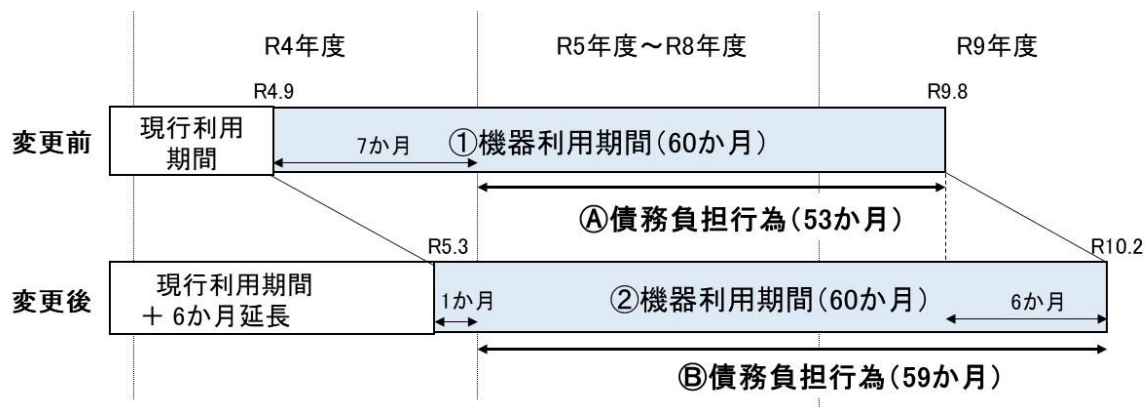 R4年度
R5年度～R8年度
R9年度
R4.9
R9.8
変更前
現行利用
期間
7か月
①機器利用期間（60か月）
Ⓐ債務負担行為（53か月）
R5.3
R10.2
変更後
現行利用期間
＋ 6か月延長
1か月
②機器利用期間（60か月）
6か月
Ⓑ債務負担行為（59か月）